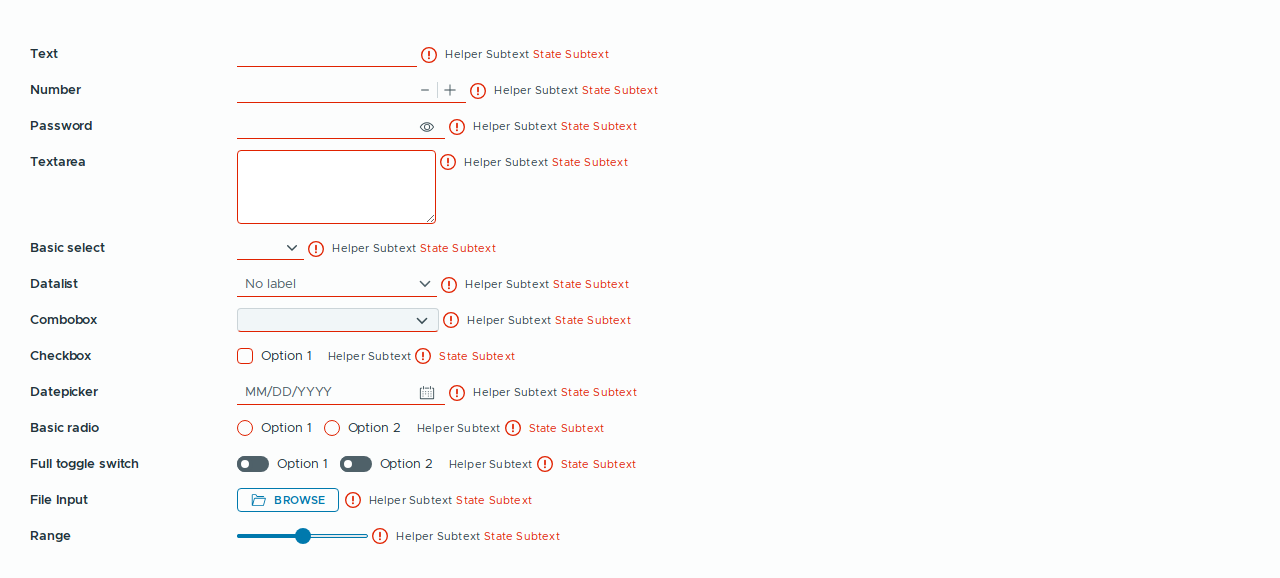 Text Helper Subtext State Subtext
Number Helper Subtext State Subtext
Password Helper Subtext State Subtext
Textarea Helper Subtext State Subtext
Basic select Helper Subtext State Subtext
Datalist No label Helper Subtext State Subtext
Combobox Helper Subtext State Subtext
Checkbox Option 1 Helper Subtext State Subtext
Datepicker MM/DD/YYYY Helper Subtext State Subtext
Basic radio Option 1 Option 2 Helper Subtext State Subtext
Full toggle switch Option 1 Option 2 Helper Subtext State Subtext
File Input BROWSE Helper Subtext State Subtext
Range Helper Subtext State Subtext